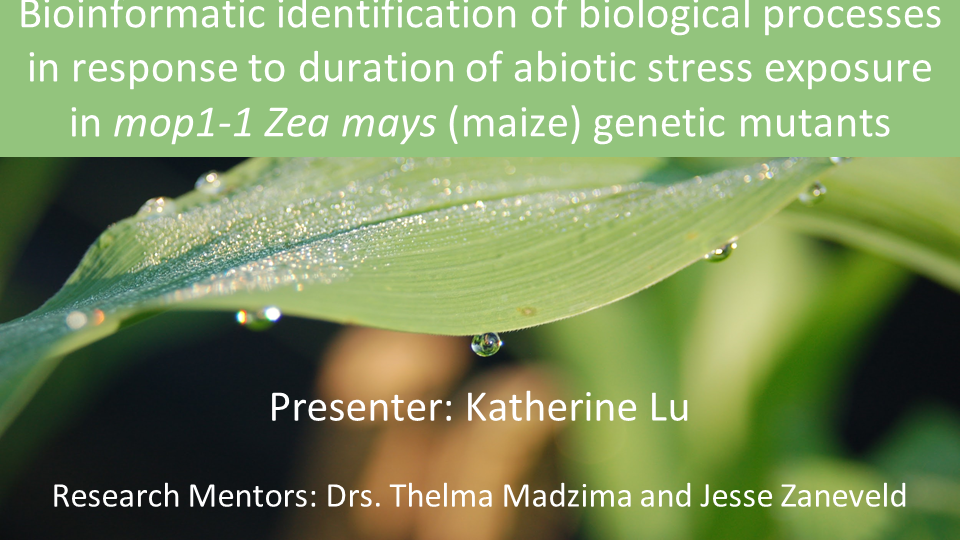 Bioinformatic identification of biological processes
in response to duration of abiotic stress exposure
in mop1-1 Zea mays (maize) genetic mutants
Presenter: Katherine Lu
Research Mentors: Drs. Thelma Madzima and Jesse Zaneveld